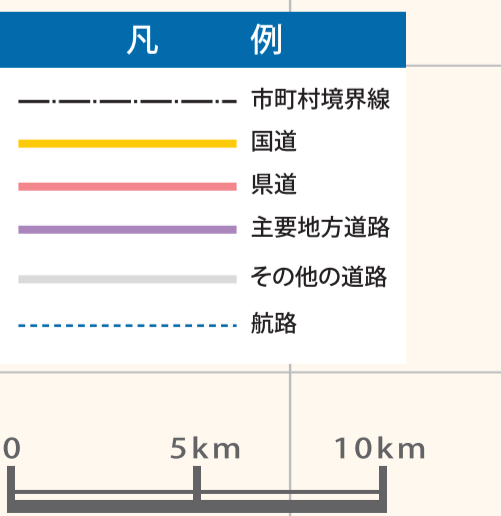 凡 例
市町村境界線
国道
県道
主要地方道路
その他の道路
航路
0 5km 10km